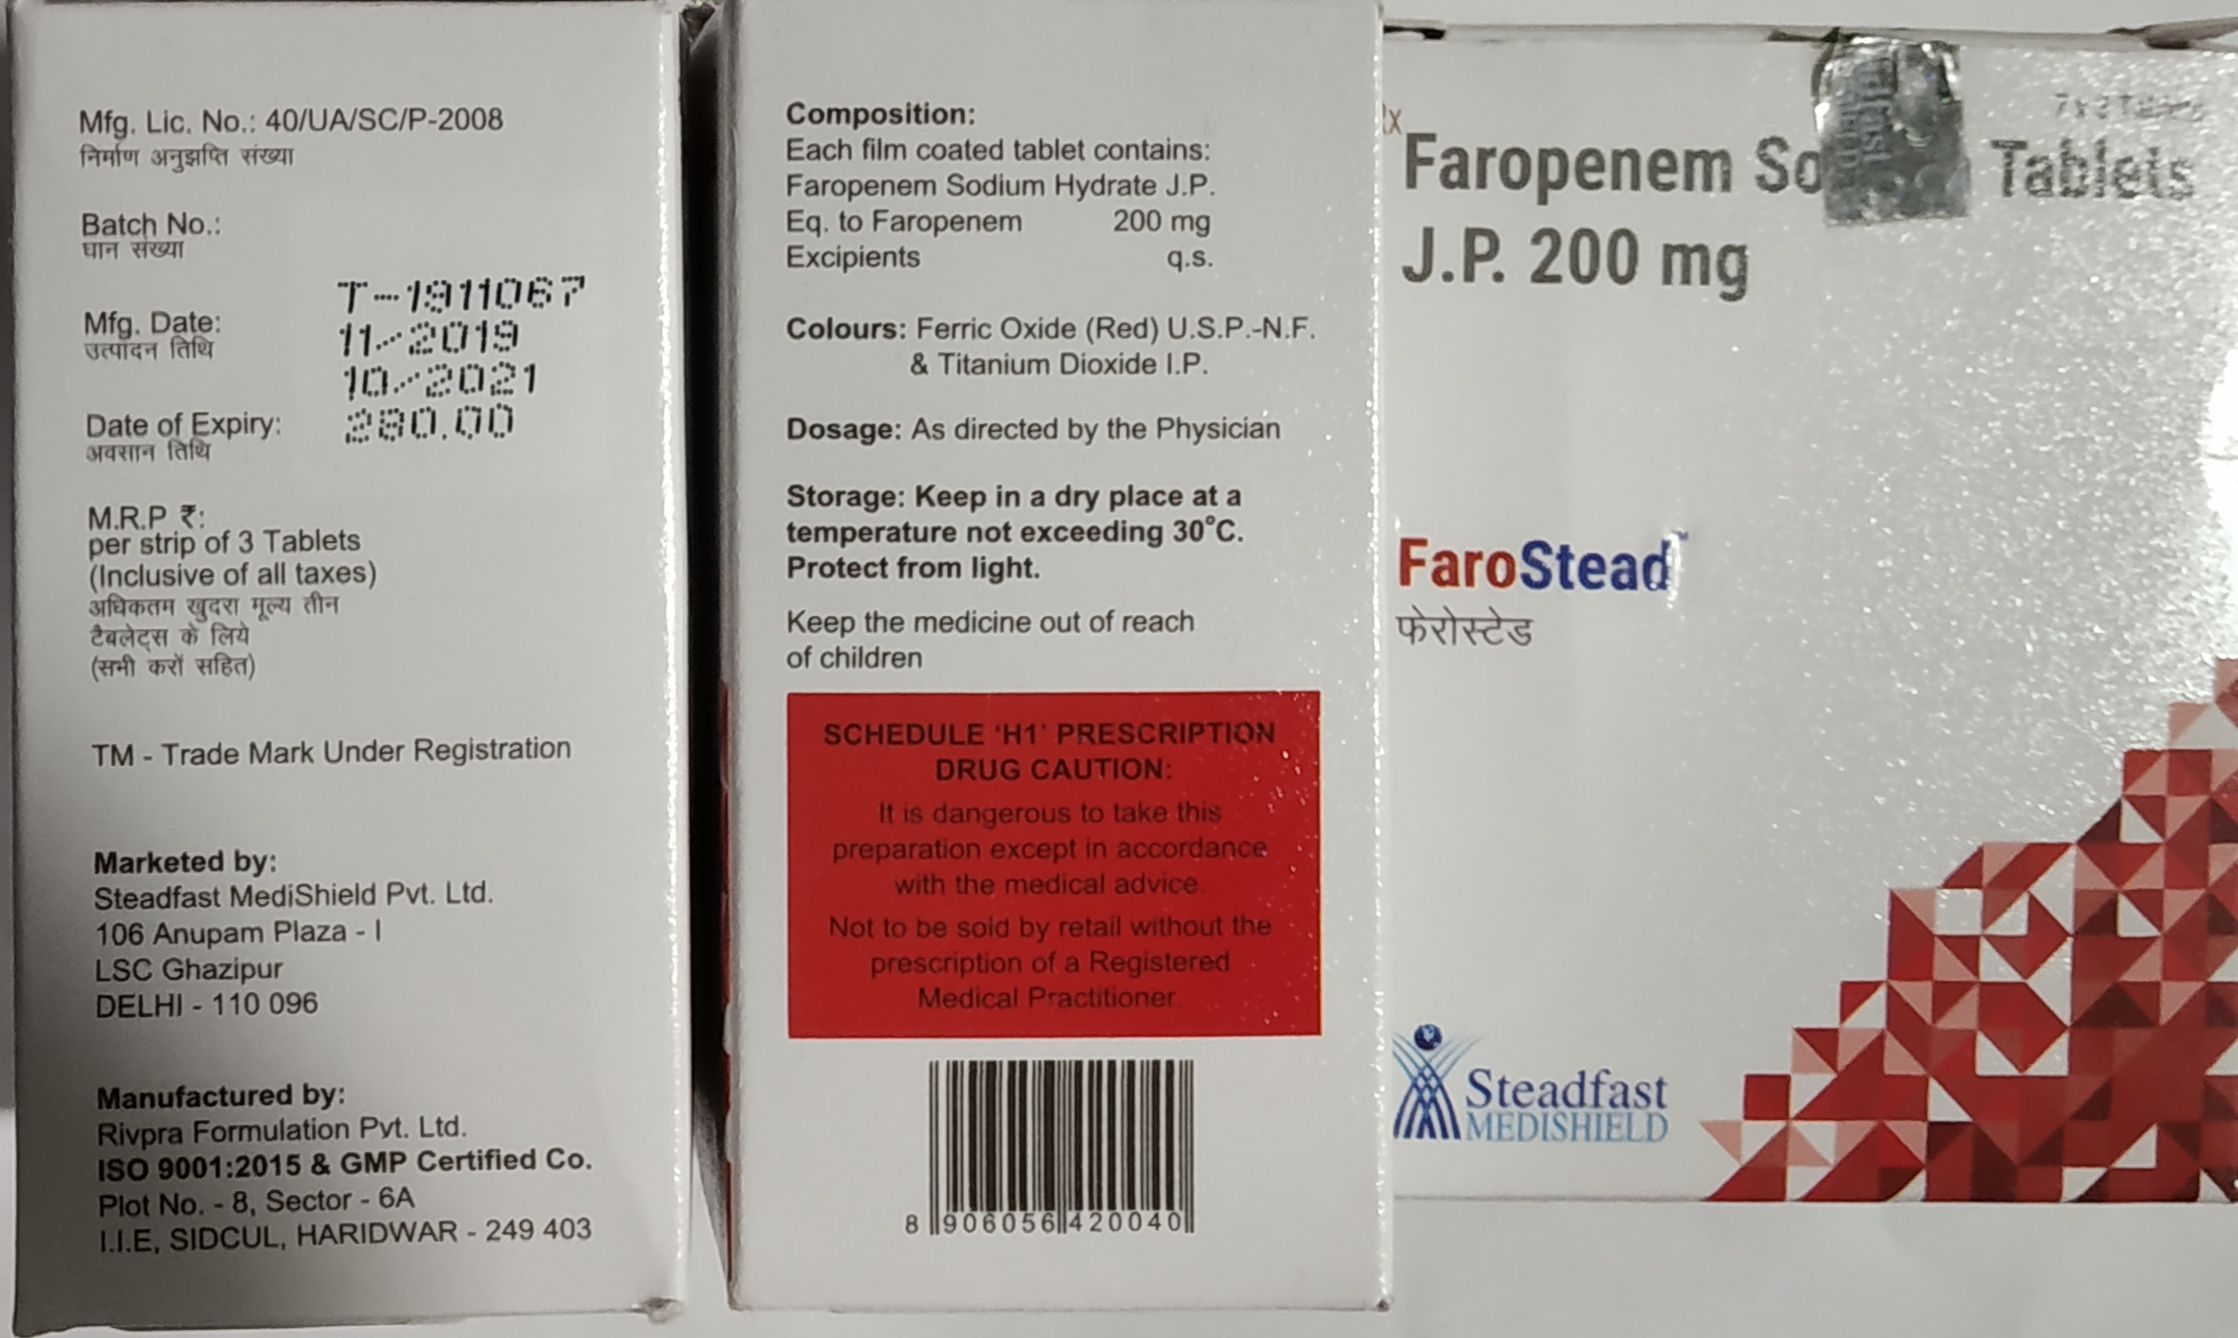 Mfg. Lic. No.: 40/UA/SC/P-2008
निर्माण अनुज्ञप्ति संख्या
Batch No.:
घान संख्या
T-1911067
Mfg. Date:
उत्पादन तिथि
11-2019
10-2021
Date of Expiry:
अवसान तिथि
280.00
M.R.P ₹:
per strip of 3 Tablets
(Inclusive of all taxes)
अधिकतम खुदरा मूल्य तीन
टैबलेट्स के लिये
(सभी करों सहित)
TM - Trade Mark Under Registration
Marketed by:
Steadfast MediShield Pvt. Ltd.
106 Anupam Plaza - I
LSC Ghazipur
DELHI - 110 096
Manufactured by:
Rivpra Formulation Pvt. Ltd.
ISO 9001:2015 & GMP Certified Co.
Plot No. - 8, Sector - 6A
I.I.E, SIDCUL, HARIDWAR - 249 403
Composition:
Each film coated tablet contains:
Faropenem Sodium Hydrate J.P.
Eq. to Faropenem 200 mg
Excipients q.s.
Colours: Ferric Oxide (Red) U.S.P.-N.F.
& Titanium Dioxide I.P.
Dosage: As directed by the Physician
Storage: Keep in a dry place at a
temperature not exceeding 30°C.
Protect from light.
Keep the medicine out of reach
of children
SCHEDULE 'H1' PRESCRIPTION
DRUG CAUTION:
It is dangerous to take this
preparation except in accordance
with the medical advice.
Not to be sold by retail without the
prescription of a Registered
Medical Practitioner.
8 906056 420040
Rx
7 x 3 Tablets
Faropenem So Tablets
J.P. 200 mg
FaroStead™
फेरोस्टेड
Steadfast
MEDISHIELD